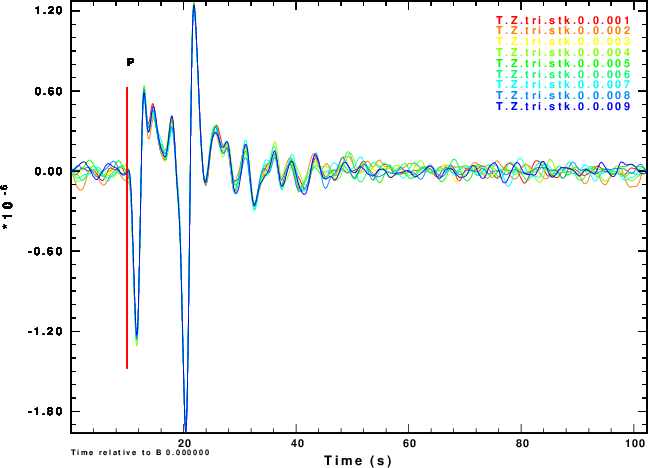 1.20
0.60
0.00
-0.60
-1.20
-1.80
*10 -6
P
T.Z.tri.stk.0.0.001
T.Z.tri.stk.0.0.002
T.Z.tri.stk.0.0.003
T.Z.tri.stk.0.0.004
T.Z.tri.stk.0.0.005
T.Z.tri.stk.0.0.006
T.Z.tri.stk.0.0.007
T.Z.tri.stk.0.0.008
T.Z.tri.stk.0.0.009
20 40 60 80 100
Time relative to B 0.000000
Time (s)